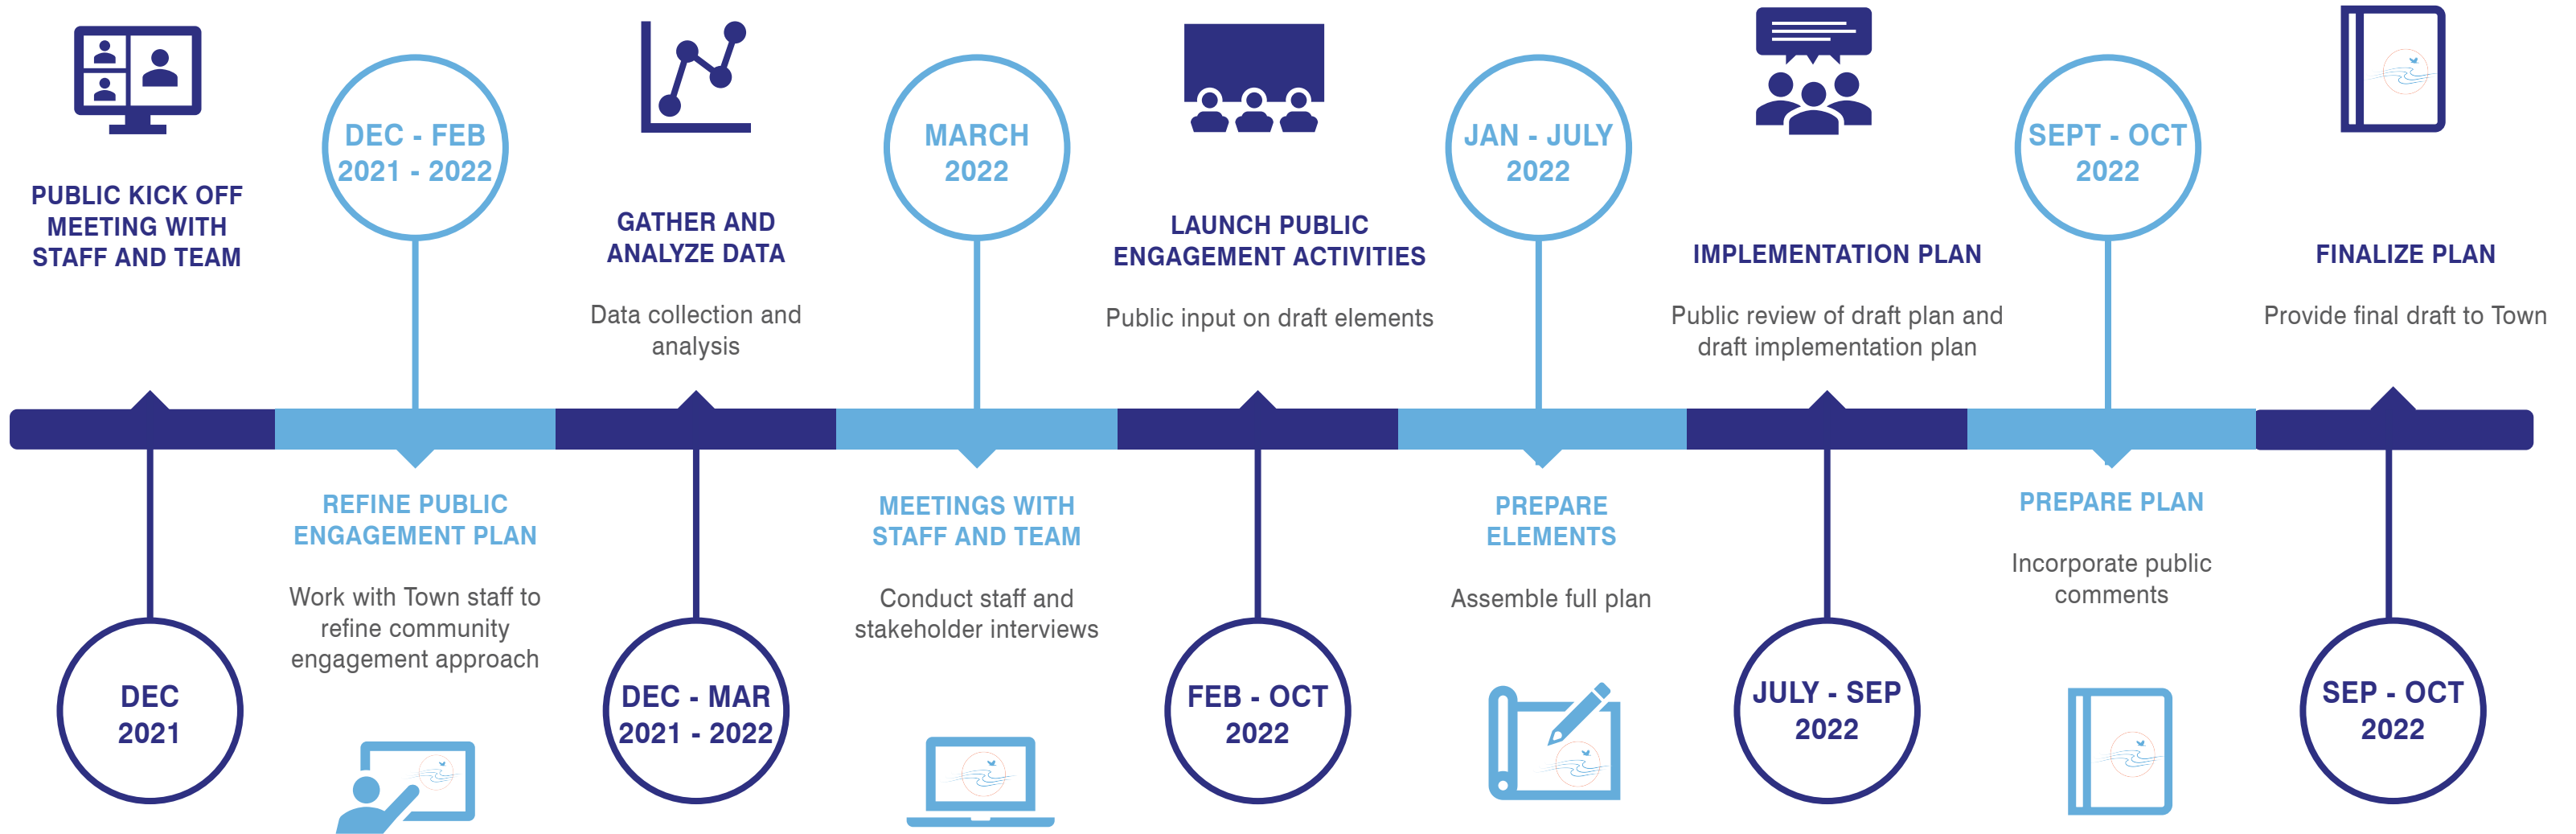 PUBLIC KICK OFF
MEETING WITH
STAFF AND TEAM
DEC
2021
DEC - FEB
2021 - 2022
REFINE PUBLIC
ENGAGEMENT PLAN
Work with Town staff to
refine community
engagement approach
GATHER AND
ANALYZE DATA
Data collection and
analysis
DEC - MAR
2021 - 2022
MARCH
2022
MEETINGS WITH
STAFF AND TEAM
Conduct staff and
stakeholder interviews
LAUNCH PUBLIC
ENGAGEMENT ACTIVITIES
Public input on draft elements
FEB - OCT
2022
JAN - JULY
2022
PREPARE
ELEMENTS
Assemble full plan
IMPLEMENTATION PLAN
Public review of draft plan and
draft implementation plan
JULY - SEP
2022
SEPT - OCT
2022
PREPARE PLAN
Incorporate public
comments
FINALIZE PLAN
Provide final draft to Town
SEP - OCT
2022